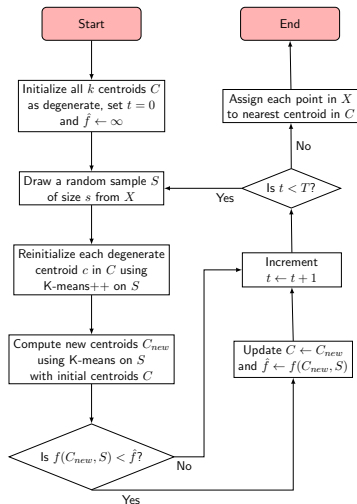 Start
Initialize all k centroids C
as degenerate, set t = 0
and f̂ ← ∞
Draw a random sample S
of size s from X
Reinitialize each degenerate
centroid c in C using
K-means++ on S
Compute new centroids C_new
using K-means on S
with initial centroids C
Is f(C_new, S) < f̂?
No
Yes
Update C ← C_new
and f̂ ← f(C_new, S)
Increment
t ← t + 1
Is t < T?
Yes
No
Assign each point in X
to nearest centroid in C
End